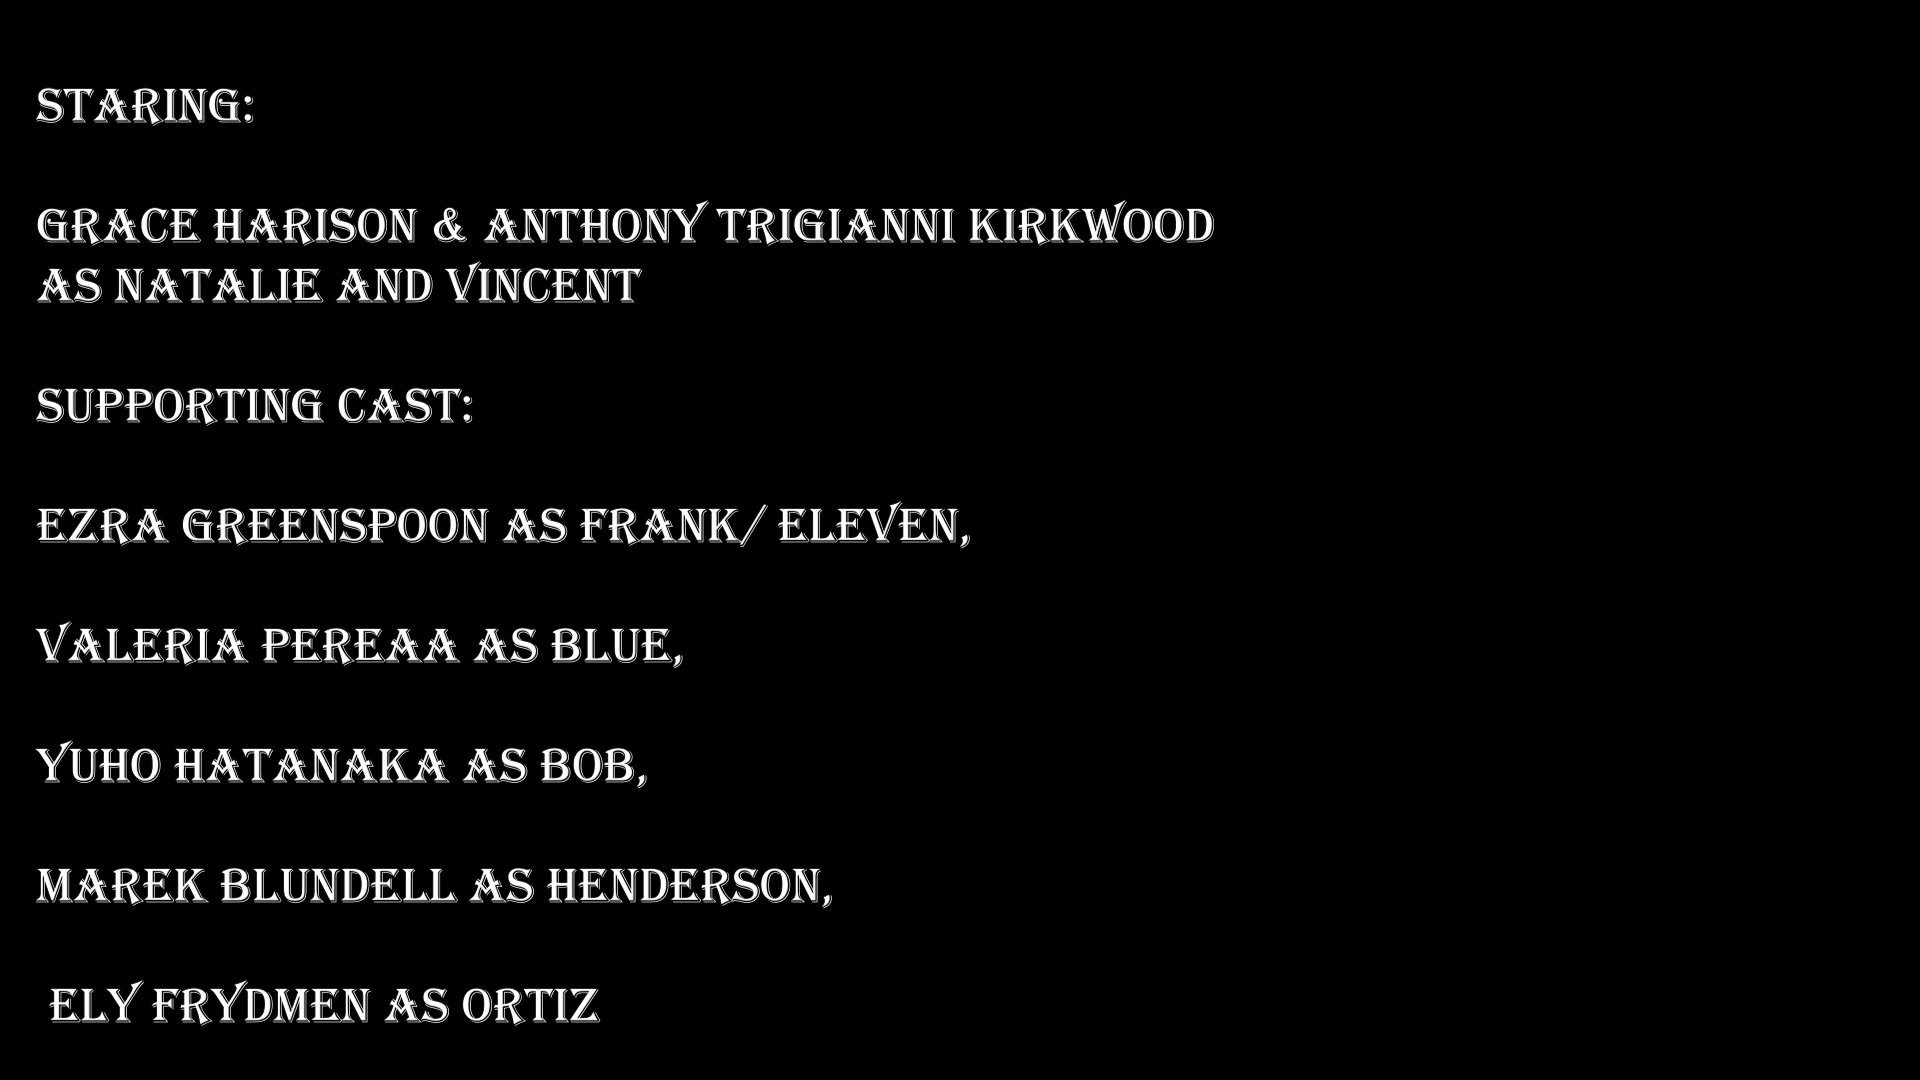 STARING:
GRACE HARISON & ANTHONY TRIGIANNI KIRKWOOD
AS NATALIE AND VINCENT
SUPPORTING CAST:
EZRA GREENSPOON AS FRANK/ ELEVEN,
VALERIA PEREAA AS BLUE,
YUHO HATANAKA AS BOB,
MAREK BLUNDELL AS HENDERSON,
ELY FRYDMEN AS ORTIZ